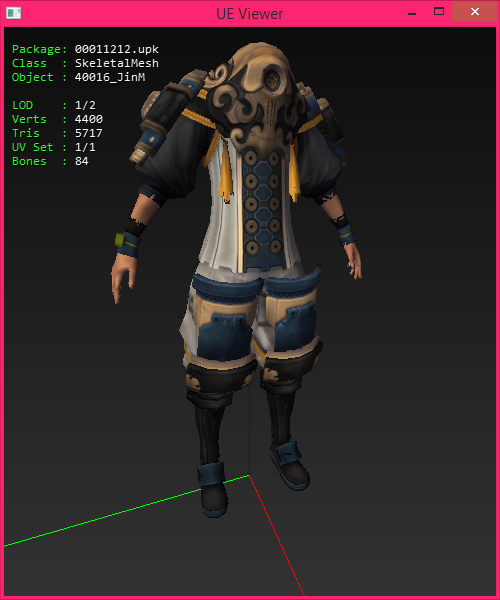 UE Viewer
Package: 00011212.upk
Class  : SkeletalMesh
Object : 40016_JinM
LOD    : 1/2
Verts  : 4400
Tris   : 5717
UV Set : 1/1
Bones  : 84